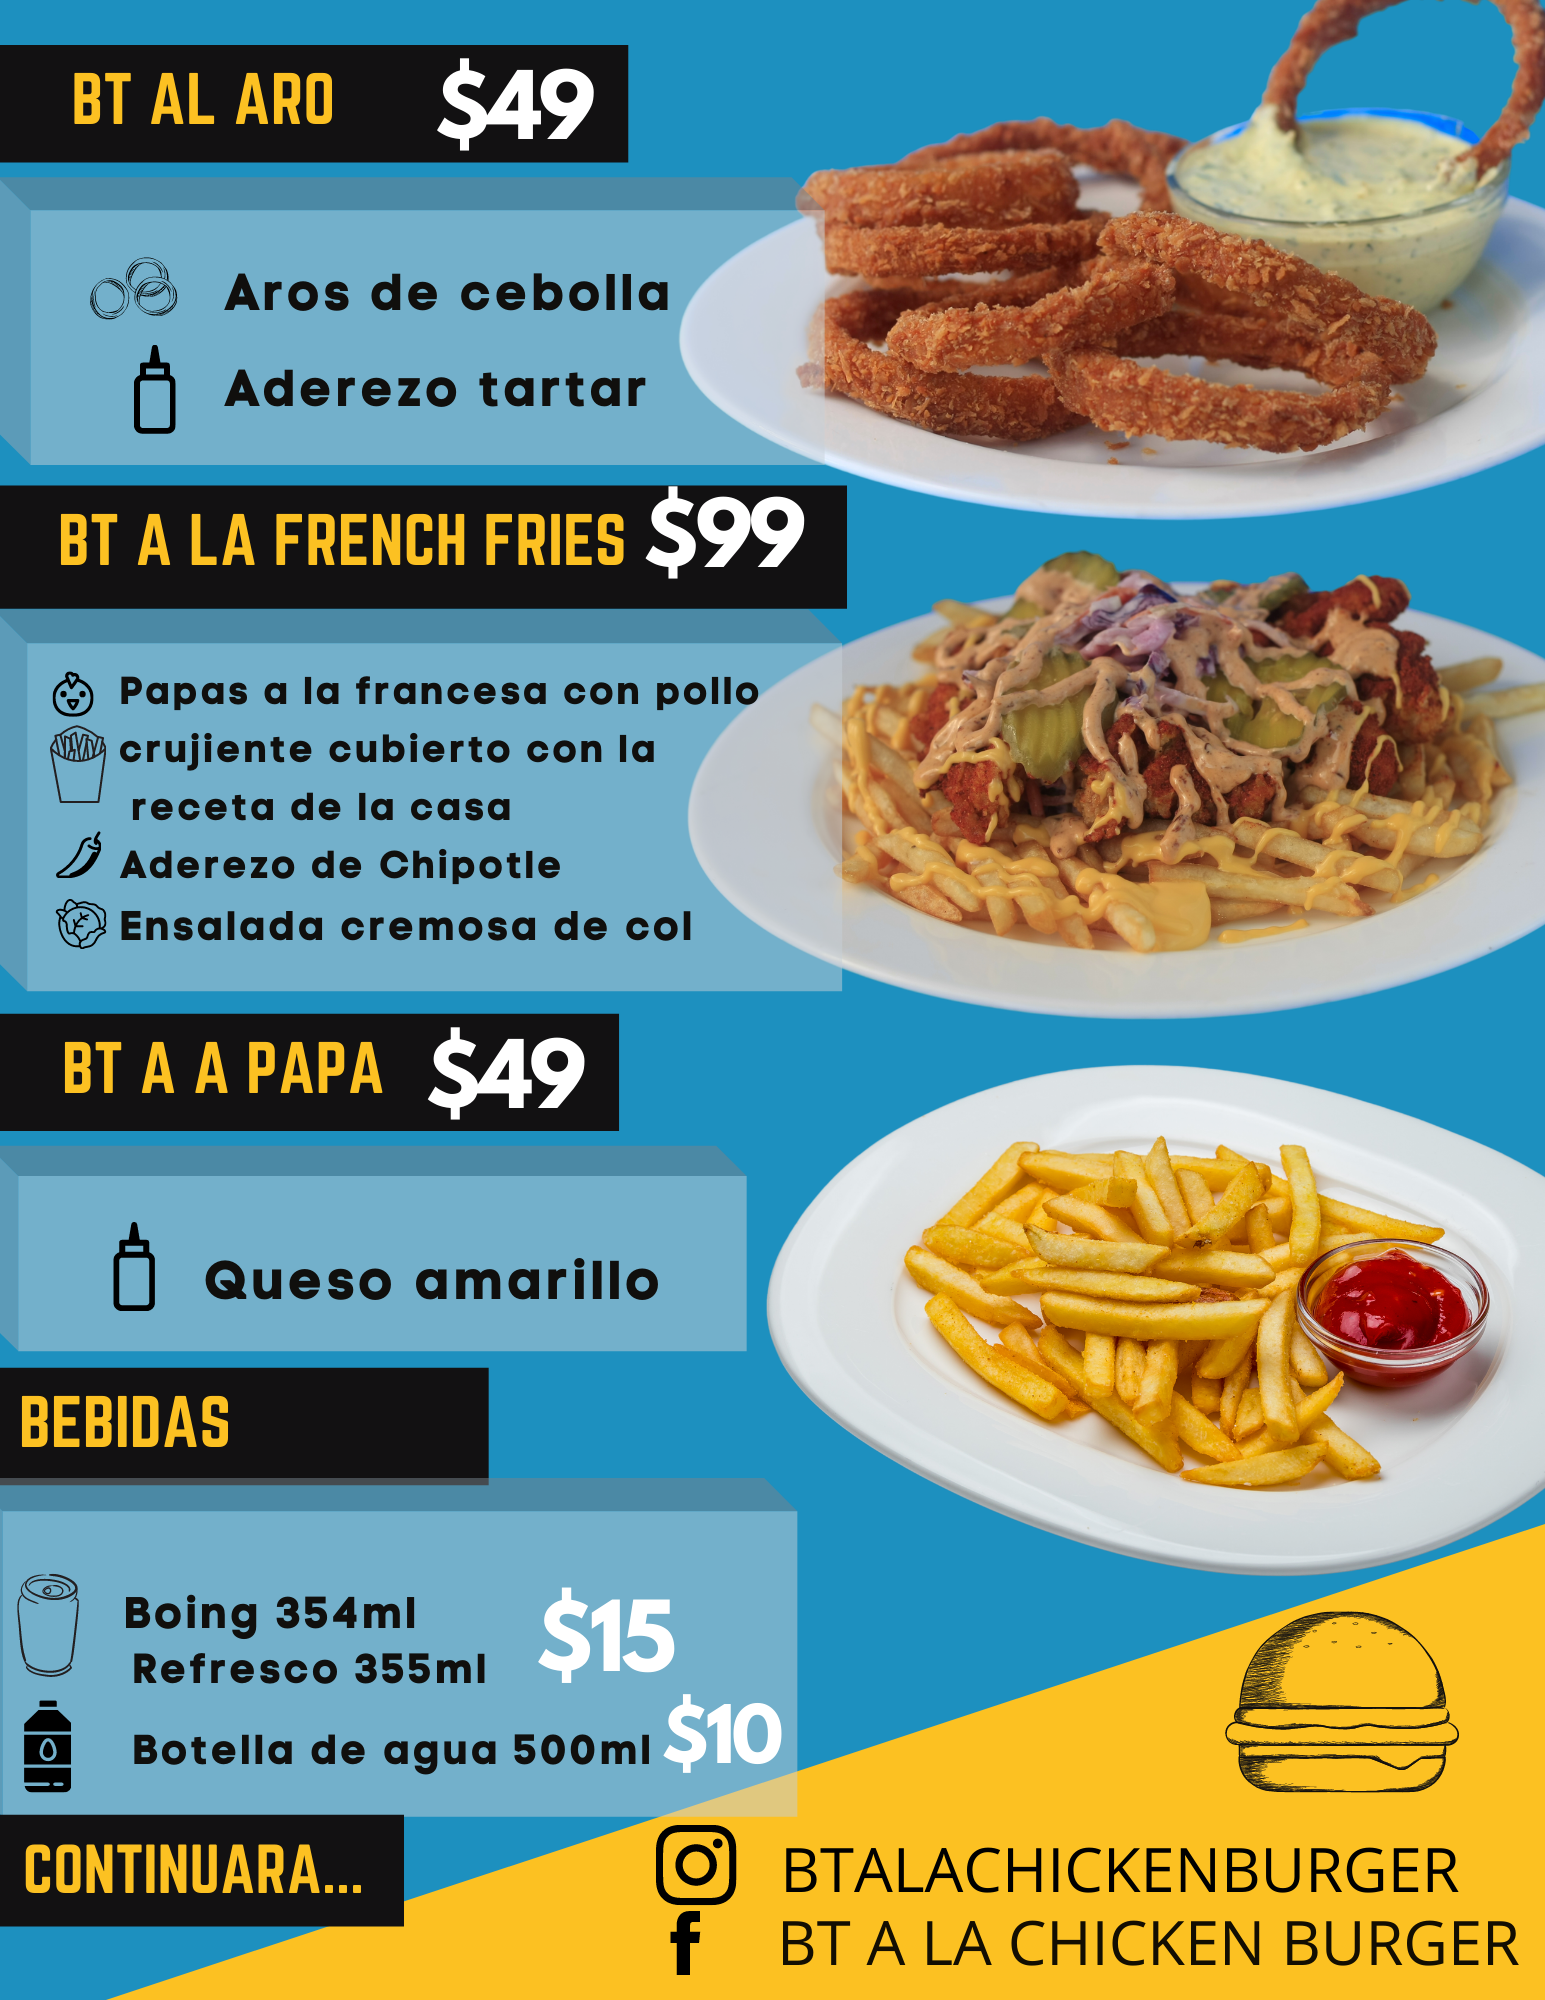 BT AL ARO $49
Aros de cebolla
Aderezo tartar
BT A LA FRENCH FRIES $99
Papas a la francesa con pollo
crujiente cubierto con la
receta de la casa
Aderezo de Chipotle
Ensalada cremosa de col
BT A A PAPA $49
Queso amarillo
BEBIDAS
Boing 354ml
Refresco 355ml $15
Botella de agua 500ml $10
CONTINUARA...
BTALACHICKENBURGER
BT A LA CHICKEN BURGER